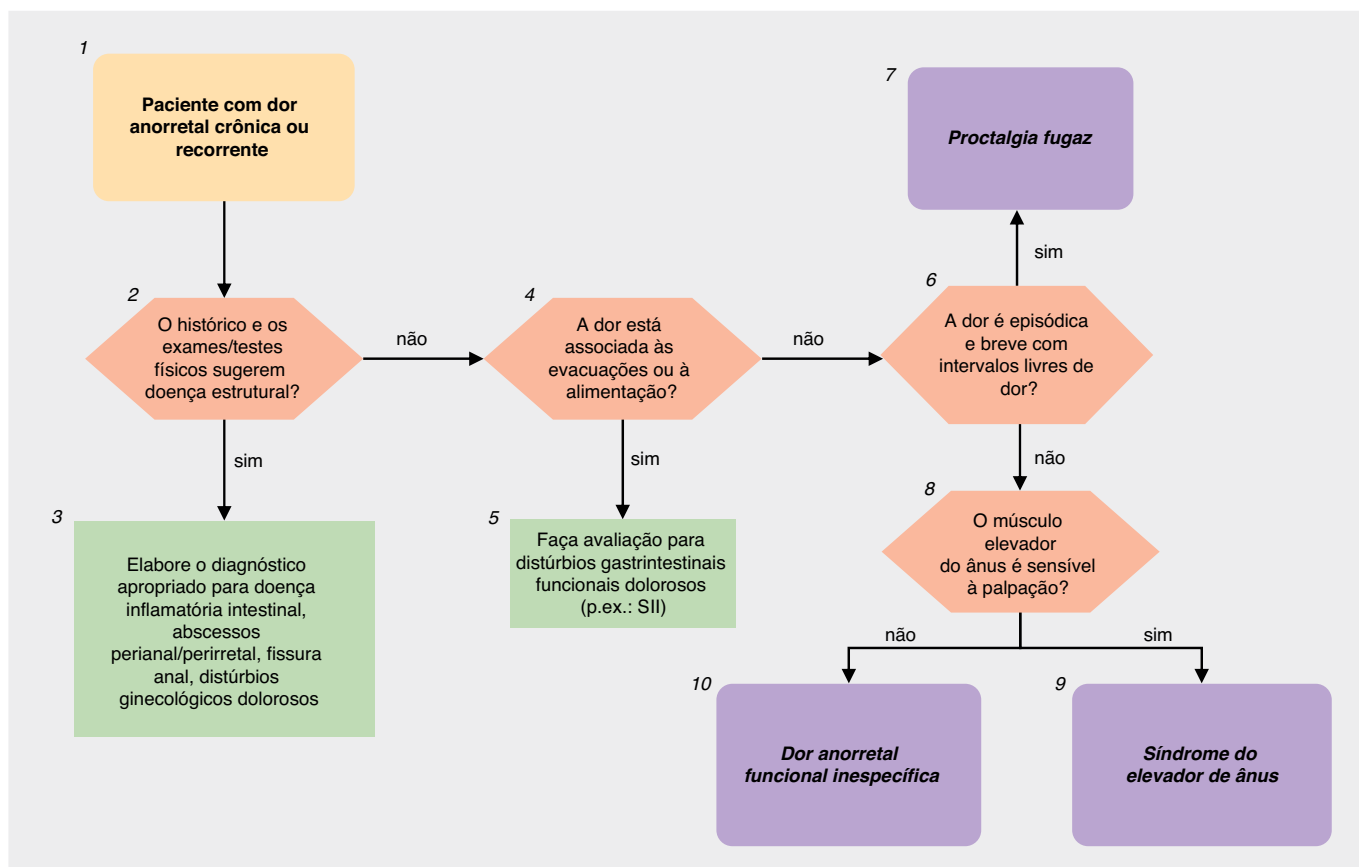 1
Paciente com dor
anorretal crônica ou
recorrente
2
O histórico e os
exames/testes
físicos sugerem
doença estrutural?
não
sim
3
Elabore o diagnóstico
apropriado para doença
inflamatória intestinal,
abscessos
perianal/perirretal, fissura
anal, distúrbios
ginecológicos dolorosos
4
A dor está
associada às
evacuações ou à
alimentação?
não
sim
5
Faça avaliação para
distúrbios gastrintestinais
funcionais dolorosos
(p.ex.: SII)
6
A dor é episódica
e breve com
intervalos livres de
dor?
sim
7
Proctalgia fugaz
não
8
O músculo
elevador
do ânus é sensível
à palpação?
não
sim
10
Dor anorretal
funcional inespecífica
9
Síndrome do
elevador de ânus